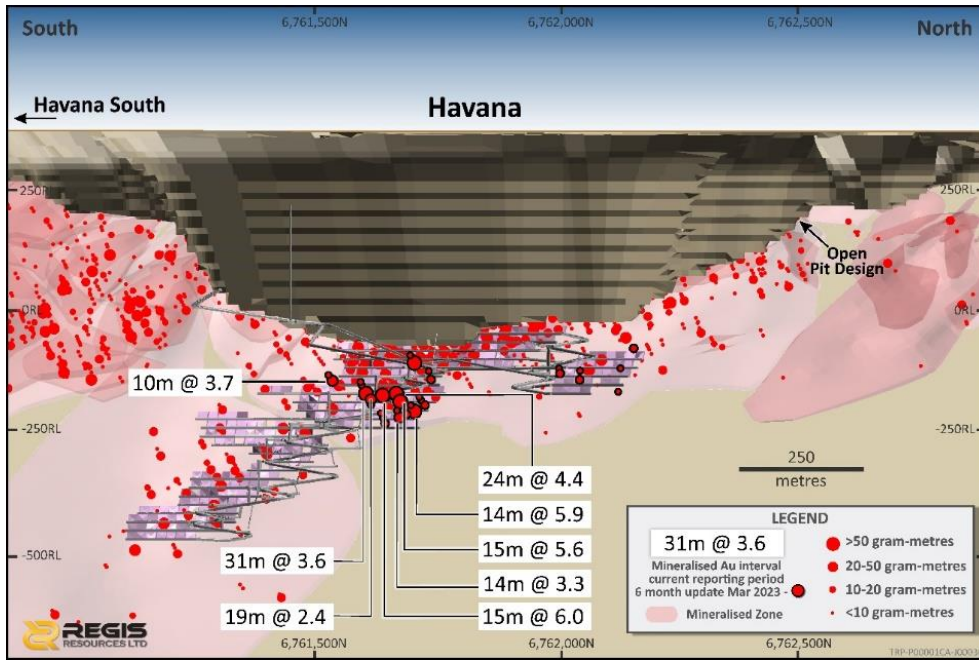 South
6,761,500N
6,762,000N
6,762,500N
North
Havana South
Havana
250RL
250R
Open
Pit Design
0RL
0RL
10m @ 3.7
-250RL
-250RL
24m @ 4.4
250
metres
14m @ 5.9
LEGEND
31m @ 3.6
Mineralised Au interval
current reporting period
6 month update Mar 2023 -
Mineralised Zone
>50 gram-metres
20-50 gram-metres
10-20 gram-metres
<10 gram-metres
-500RL
-500RL
15m @ 5.6
31m @ 3.6
14m @ 3.3
19m @ 2.4
15m @ 6.0
REGIS
RESOURCES LTD
6,761,500N
6,762,000N
6,762,500N